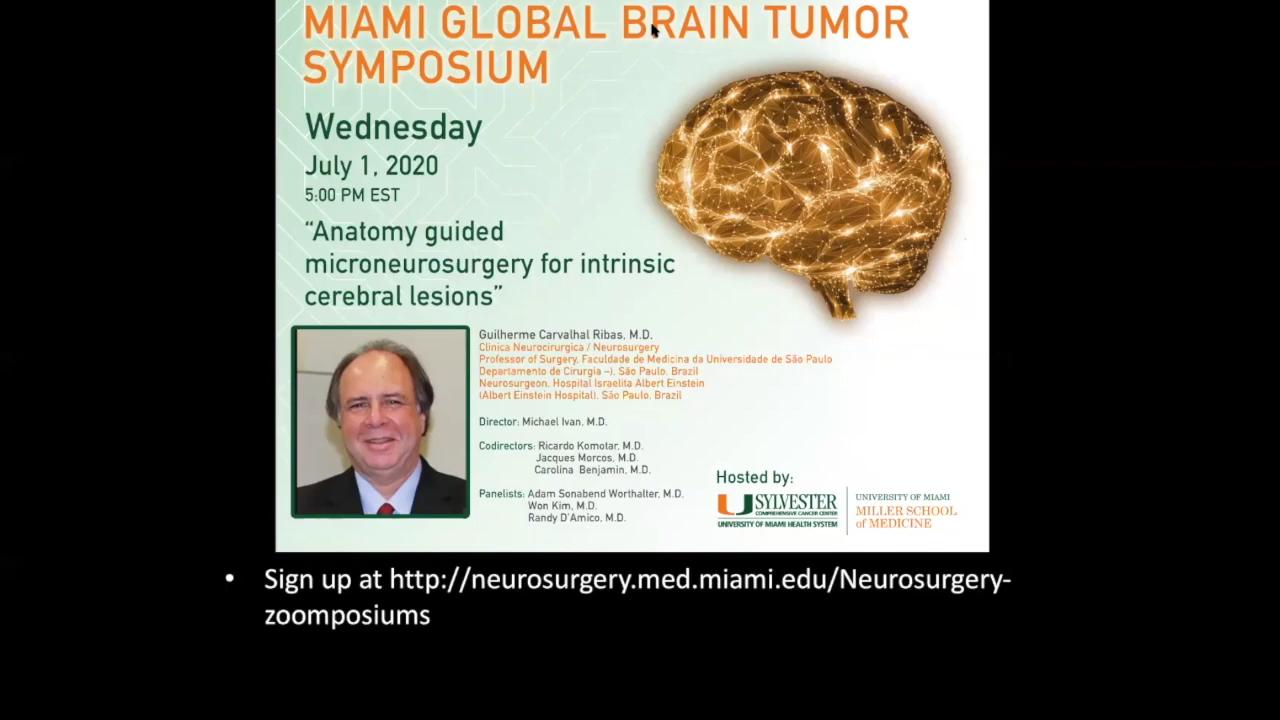 MIAMI GLOBAL BRAIN TUMOR
SYMPOSIUM
Wednesday
July 1, 2020
5:00 PM EST
“Anatomy guided
microneurosurgery for intrinsic
cerebral lesions”
Guilherme Carvalhal Ribas, M.D.
Clínica Neurocirurgica / Neurosurgery
Professor of Surgery, Faculdade de Medicina da Universidade de São Paulo
Departamento de Cirurgia –), São Paulo, Brazil
Neurosurgeon, Hospital Israelita Albert Einstein
(Albert Einstein Hospital), São Paulo, Brazil
Director: Michael Ivan, M.D.
Codirectors: Ricardo Komotar, M.D.
Jacques Morcos, M.D.
Carolina Benjamin, M.D.
Panelists: Adam Sonabend Worthalter, M.D.
Won Kim, M.D.
Randy D'Amico, M.D.
Hosted by:
SYLVESTER
COMPREHENSIVE CANCER CENTER
UNIVERSITY OF MIAMI HEALTH SYSTEM
UNIVERSITY OF MIAMI
MILLER SCHOOL
of MEDICINE
• Sign up at http://neurosurgery.med.miami.edu/Neurosurgery-
zoomposiums